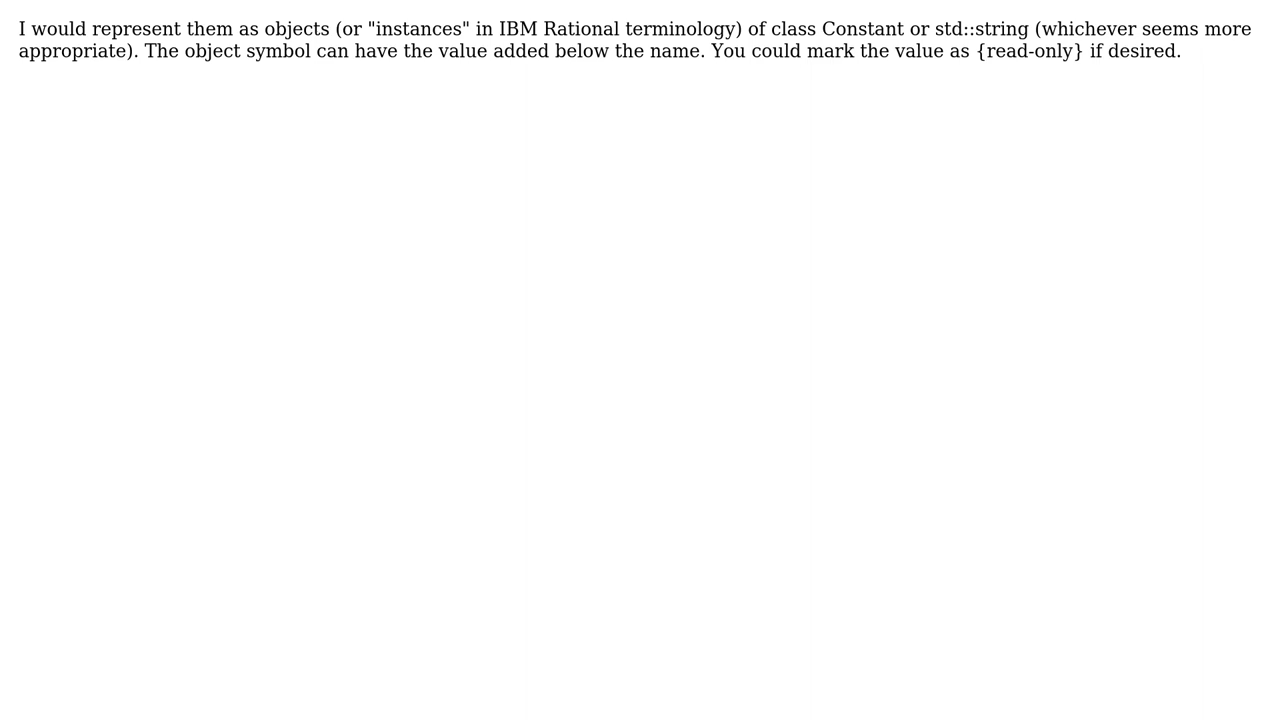 I would represent them as objects (or "instances" in IBM Rational terminology) of class Constant or std::string (whichever seems more
appropriate). The object symbol can have the value added below the name. You could mark the value as {read-only} if desired.